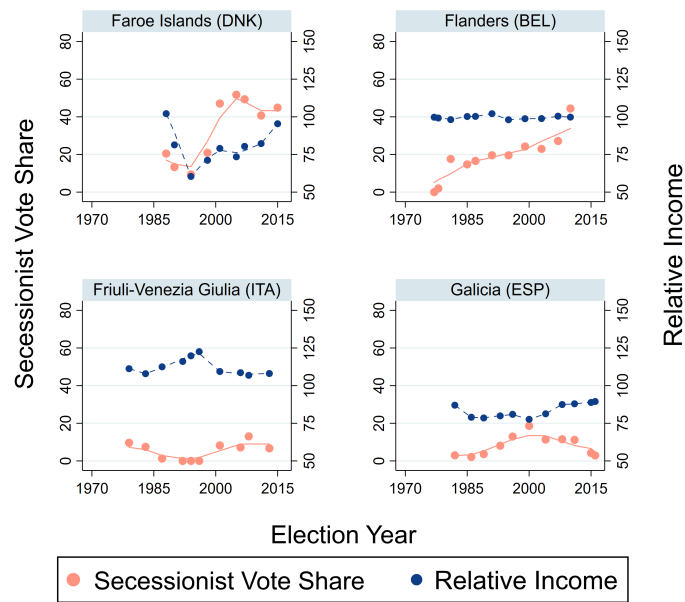 Faroe Islands (DNK)
Flanders (BEL)
0 20 40 60 80
50 75 100 125 150
1970 1985 2000 2015
0 20 40 60 80
50 75 100 125 150
1970 1985 2000 2015
Secessionist Vote Share
Relative Income
Friuli-Venezia Giulia (ITA)
Galicia (ESP)
0 20 40 60 80
50 75 100 125 150
1970 1985 2000 2015
0 20 40 60 80
50 75 100 125 150
1970 1985 2000 2015
Election Year
Secessionist Vote Share Relative Income